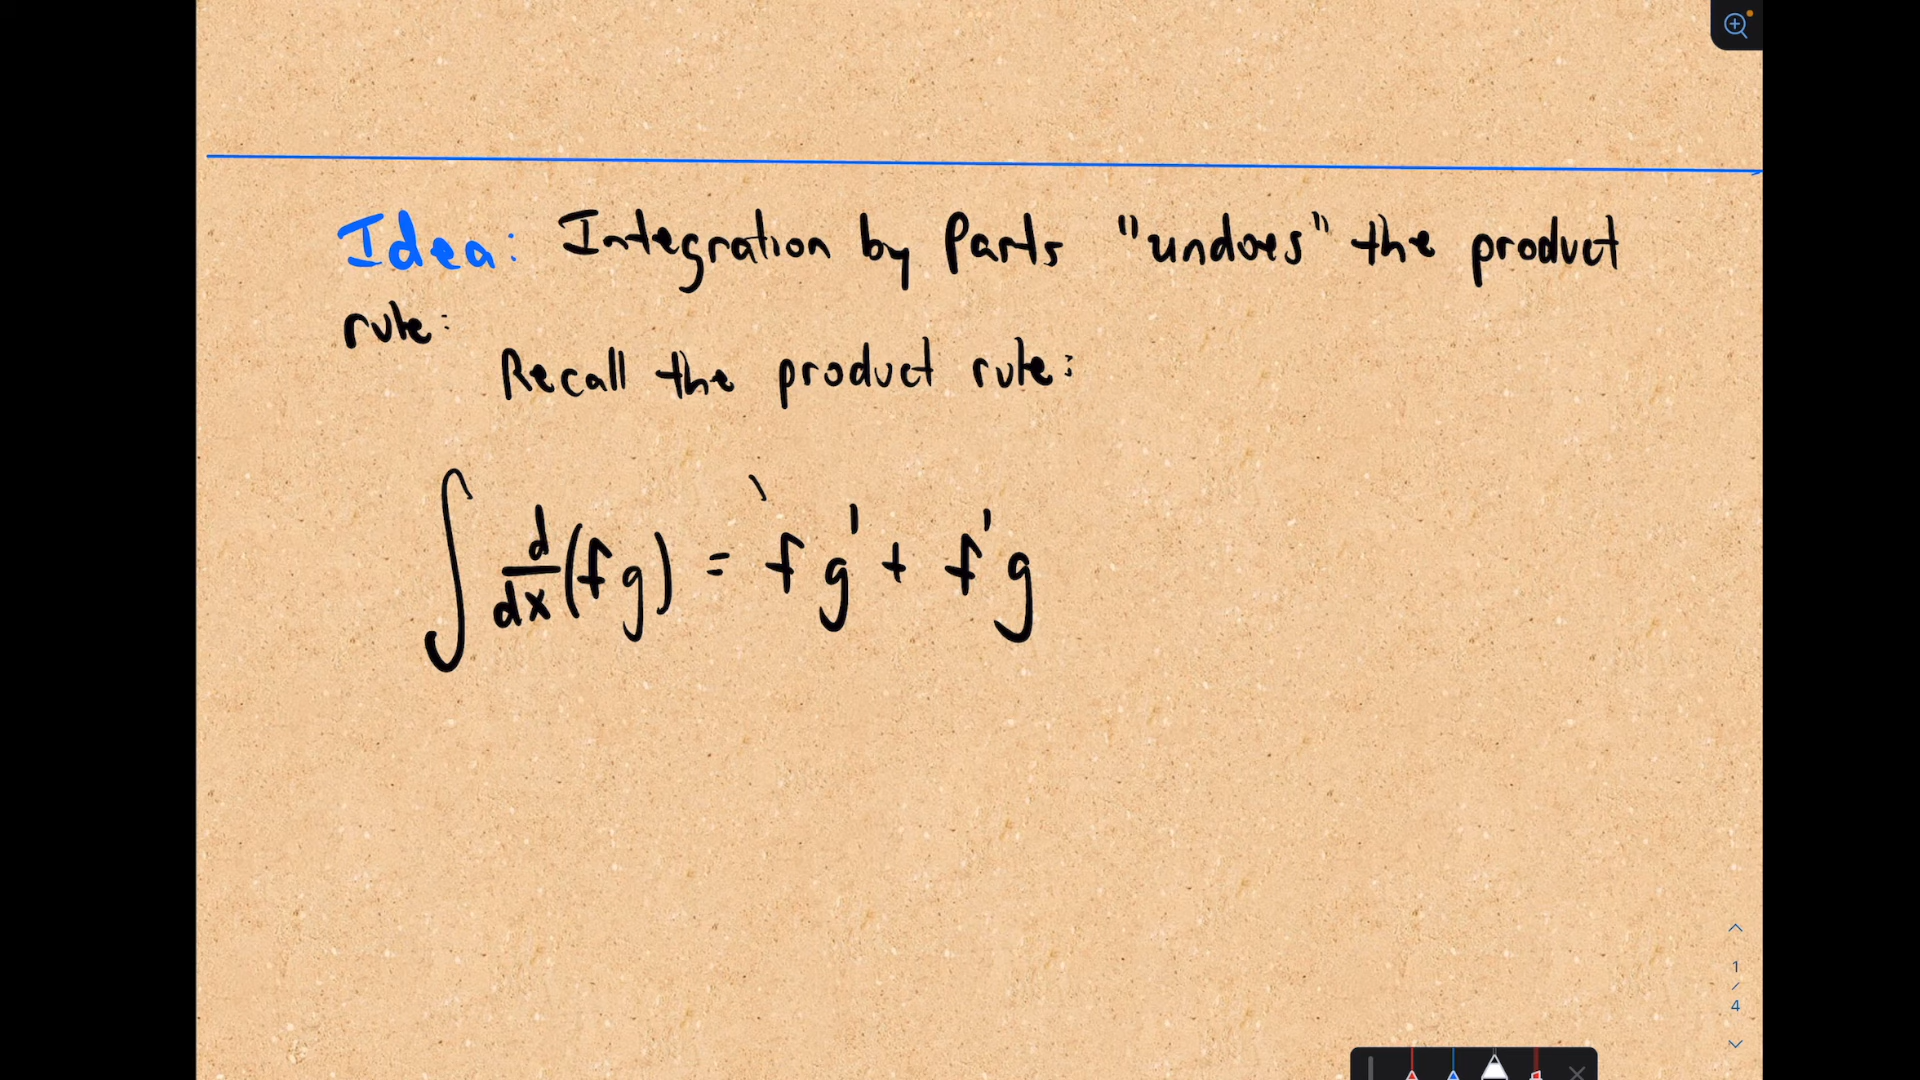 Idea: Integration by Parts "undoes" the product
rule:
Recall the product rule:
∫ d/dx (fg) = fg' + f'g
1
/
4